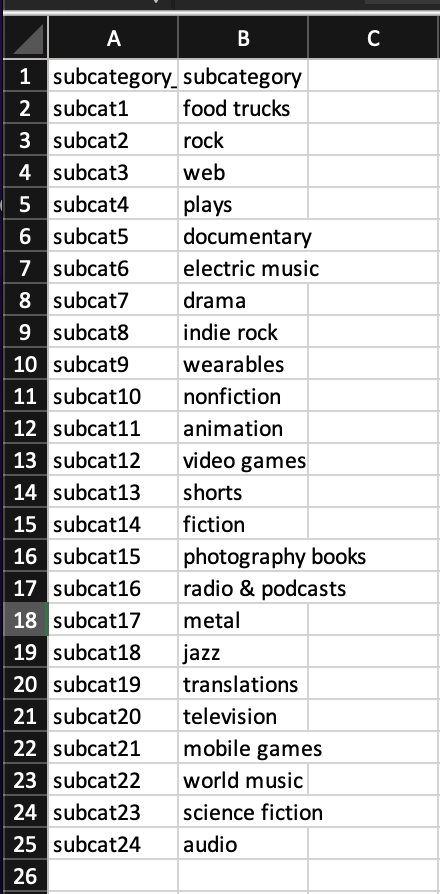 A B C
1 subcategory_ subcategory
2 subcat1 food trucks
3 subcat2 rock
4 subcat3 web
5 subcat4 plays
6 subcat5 documentary
7 subcat6 electric music
8 subcat7 drama
9 subcat8 indie rock
10 subcat9 wearables
11 subcat10 nonfiction
12 subcat11 animation
13 subcat12 video games
14 subcat13 shorts
15 subcat14 fiction
16 subcat15 photography books
17 subcat16 radio & podcasts
18 subcat17 metal
19 subcat18 jazz
20 subcat19 translations
21 subcat20 television
22 subcat21 mobile games
23 subcat22 world music
24 subcat23 science fiction
25 subcat24 audio
26